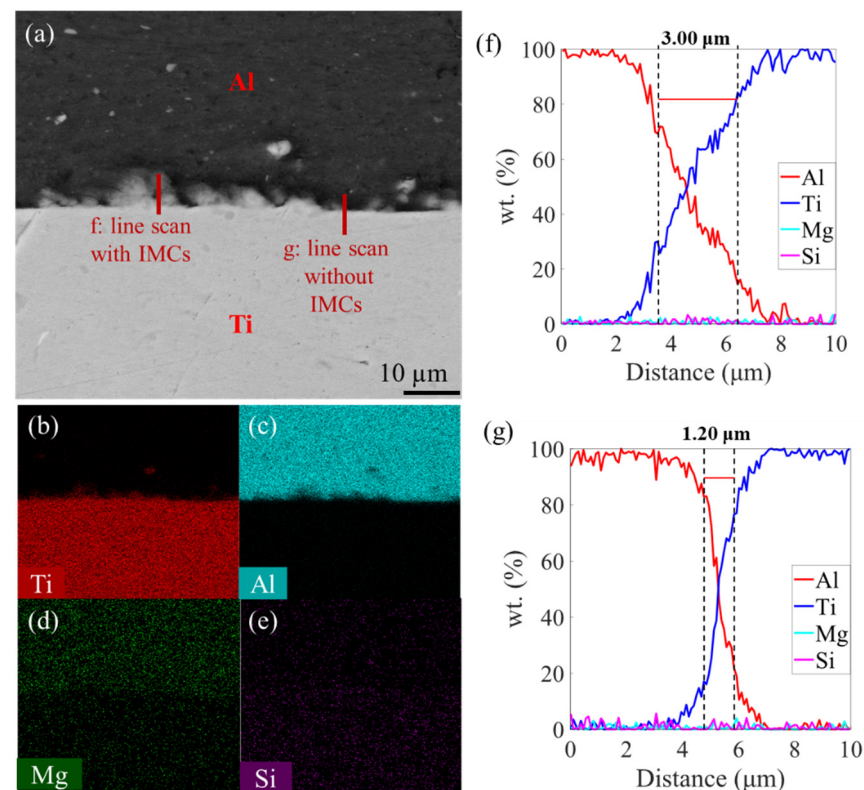 (a)
Al
f: line scan
with IMCs
g: line scan
without
IMCs
Ti
10 µm
(b)
Ti
(c)
Al
(d)
Mg
(e)
Si
(f)
3.00 µm
100
80
60
40
20
0
wt. (%)
Al
Ti
Mg
Si
0 2 4 6 8 10
Distance (µm)
(g)
1.20 µm
100
80
60
40
20
0
wt. (%)
Al
Ti
Mg
Si
0 2 4 6 8 10
Distance (µm)